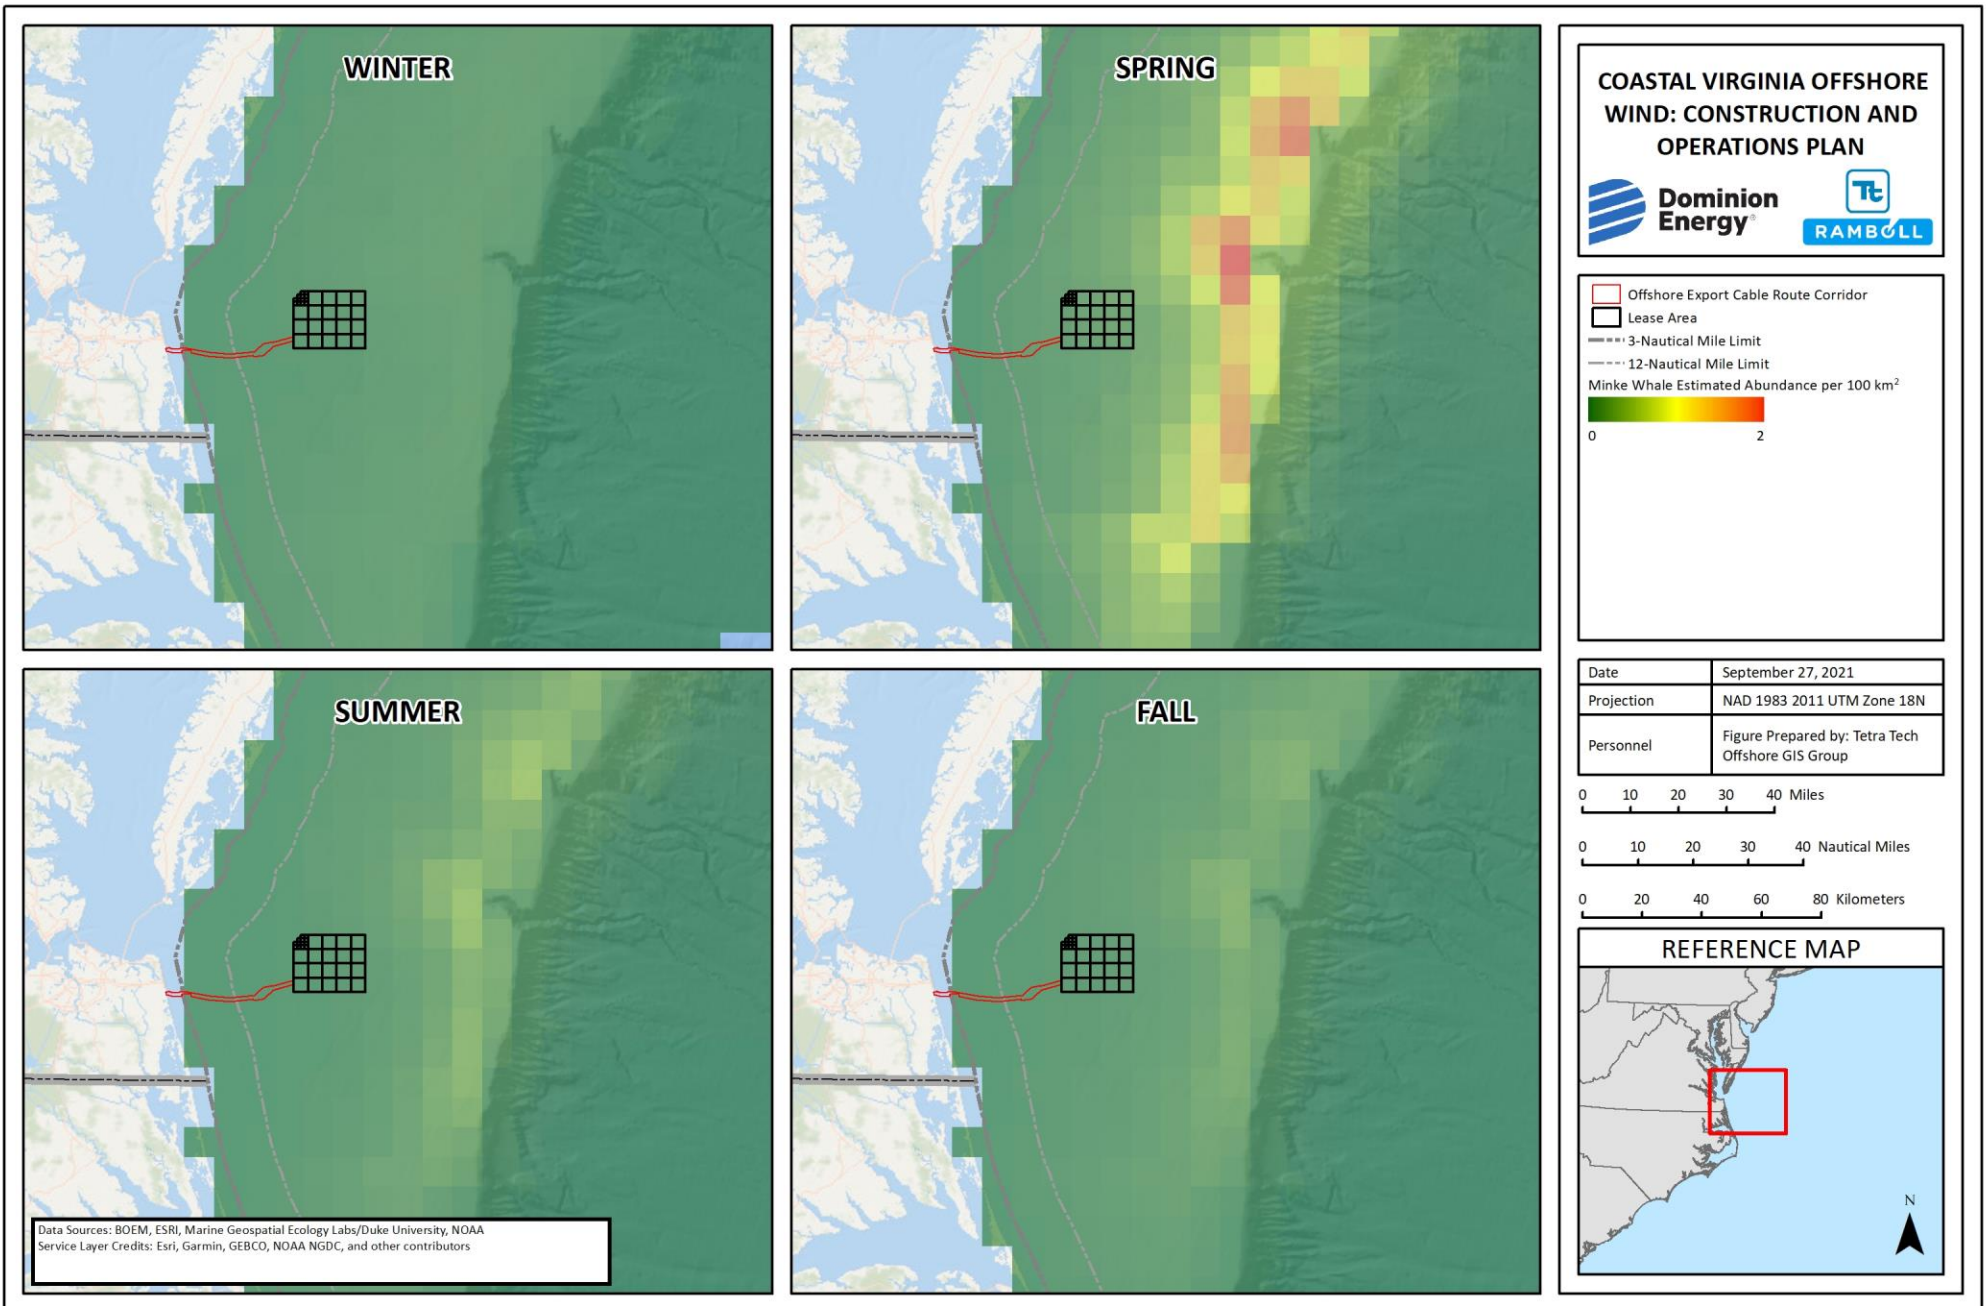 WINTER
SPRING
SUMMER
FALL
Data Sources: BOEM, ESRI, Marine Geospatial Ecology Labs/Duke University, NOAA
Service Layer Credits: Esri, Garmin, GEBCO, NOAA NGDC, and other contributors
COASTAL VIRGINIA OFFSHORE
WIND: CONSTRUCTION AND
OPERATIONS PLAN
Dominion
Energy®
Tt
RAMBOLL
Offshore Export Cable Route Corridor
Lease Area
3-Nautical Mile Limit
12-Nautical Mile Limit
Minke Whale Estimated Abundance per 100 km²
0 2
Date September 27, 2021
Projection NAD 1983 2011 UTM Zone 18N
Personnel Figure Prepared by: Tetra Tech
Offshore GIS Group
0 10 20 30 40 Miles
0 10 20 30 40 Nautical Miles
0 20 40 60 80 Kilometers
REFERENCE MAP
N